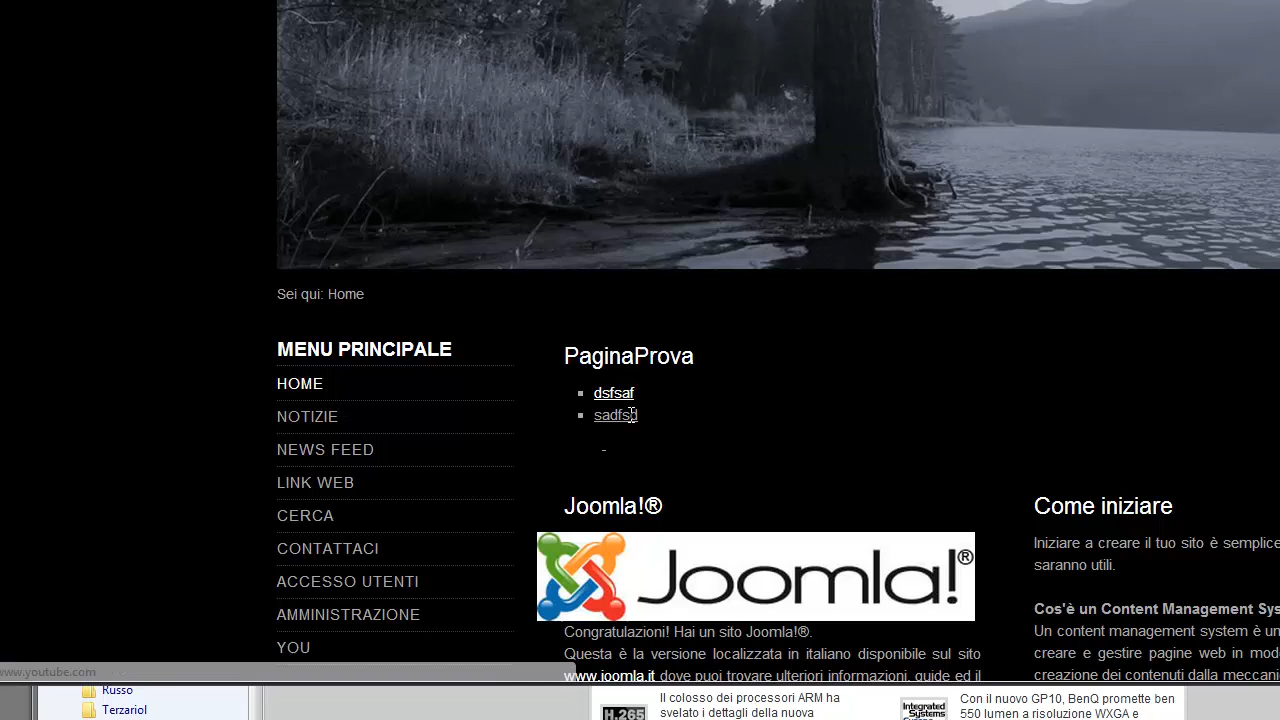 Sei qui: Home
MENU PRINCIPALE
HOME
NOTIZIE
NEWS FEED
LINK WEB
CERCA
CONTATTACI
ACCESSO UTENTI
AMMINISTRAZIONE
YOU
PaginaProva
dsfsaf
sadfsd
-
Joomla!®
Joomla!®
Congratulazioni! Hai un sito Joomla!®.
Questa è la versione localizzata in italiano disponibile sul sito
www.joomla.it dove puoi trovare ulteriori informazioni, guide ed il
Come iniziare
Iniziare a creare il tuo sito è semplice
saranno utili.
Cos'è un Content Management Sys
Un content management system è un
creare e gestire pagine web in mod
creazione dei contenuti dalla meccani
www.youtube.com
Russo
Terzariol
H.265
Il colosso dei processori ARM ha
svelato i dettagli della nuova
Integrated
Systems
Con il nuovo GP10, BenQ promette ben
550 lumen a risoluzione WXGA e